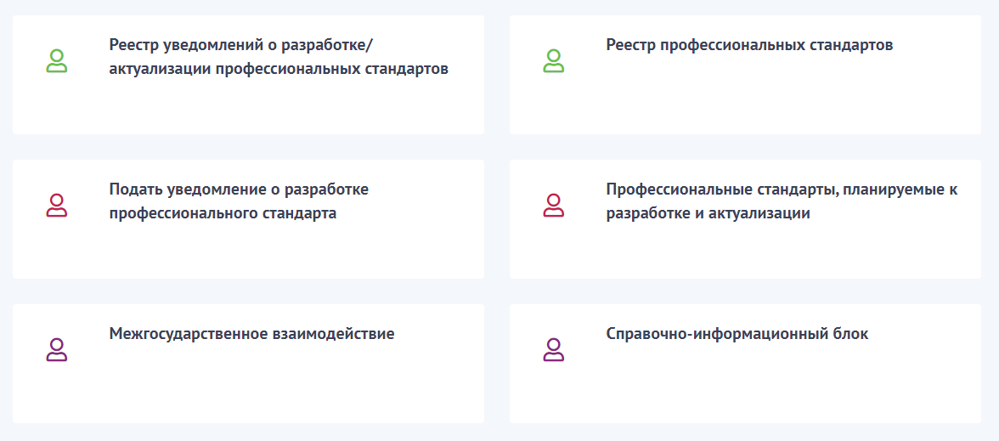 Реестр уведомлений о разработке/
актуализации профессиональных стандартов
Реестр профессиональных стандартов
Подать уведомление о разработке
профессионального стандарта
Профессиональные стандарты, планируемые к
разработке и актуализации
Межгосударственное взаимодействие
Справочно-информационный блок